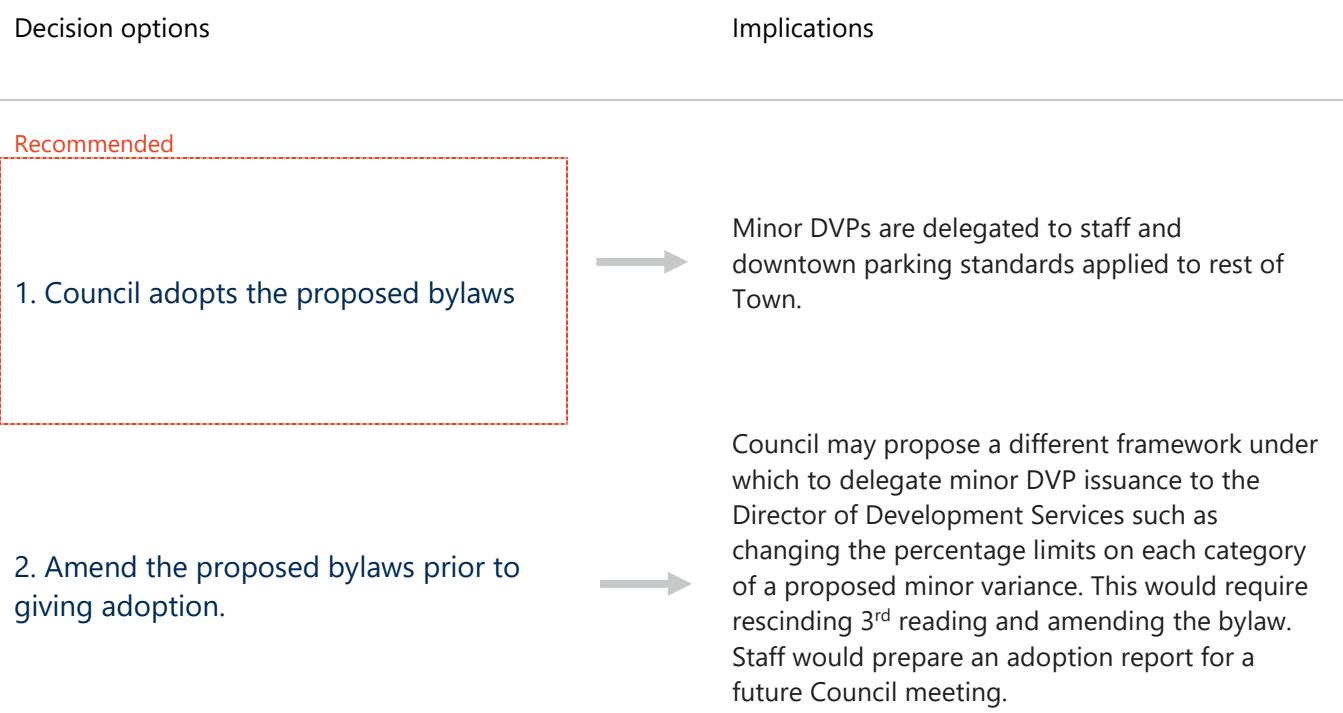 Decision options
Implications
Recommended
1. Council adopts the proposed bylaws
Minor DVPs are delegated to staff and
downtown parking standards applied to rest of
Town.
2. Amend the proposed bylaws prior to
giving adoption.
Council may propose a different framework under
which to delegate minor DVP issuance to the
Director of Development Services such as
changing the percentage limits on each category
of a proposed minor variance. This would require
rescinding 3rd reading and amending the bylaw.
Staff would prepare an adoption report for a
future Council meeting.